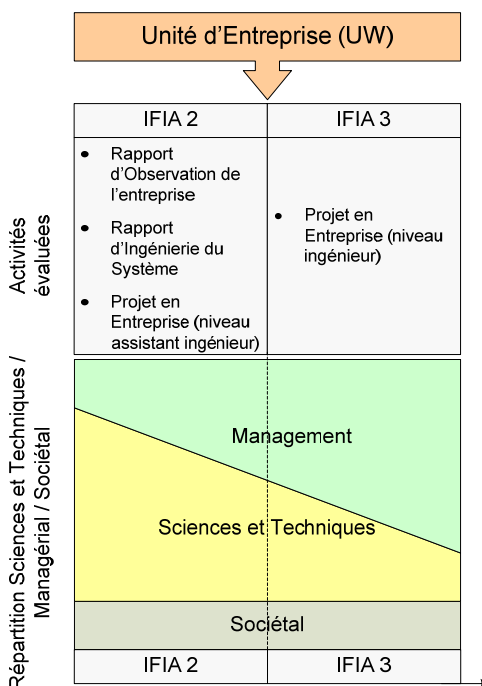 Unité d'Entreprise (UW)
IFIA 2
IFIA 3
Activités
évaluées
• Rapport
d'Observation de
l'entreprise
• Rapport
d'Ingénierie du
Système
• Projet en
Entreprise (niveau
assistant ingénieur)
• Projet en
Entreprise (niveau
ingénieur)
Répartition Sciences et Techniques /
Managérial / Sociétal
Management
Sciences et Techniques
Sociétal
IFIA 2
IFIA 3